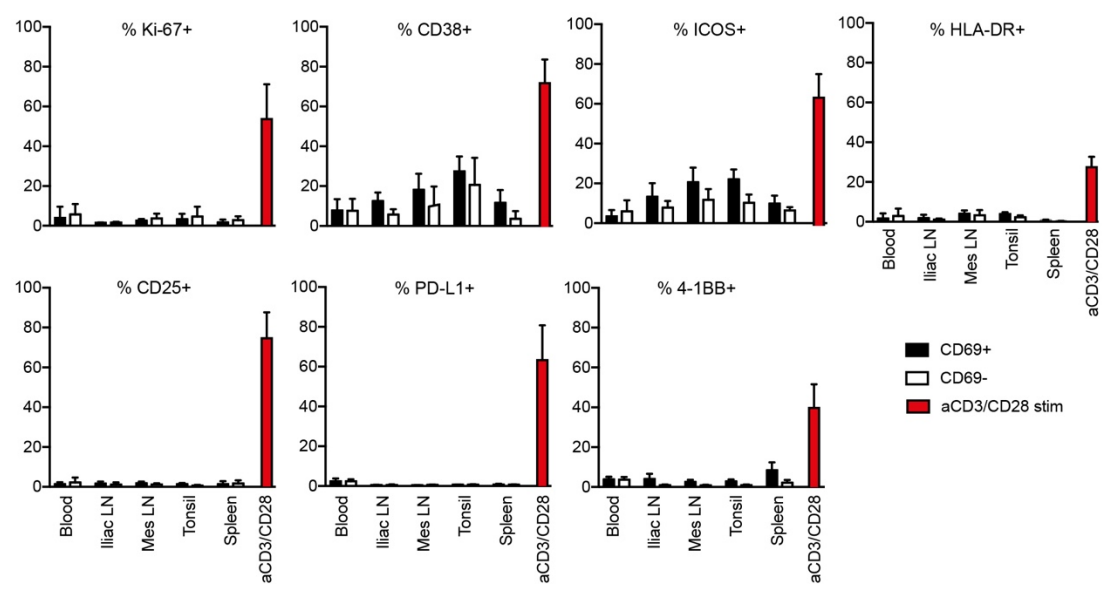 % Ki-67+
100
80
60
40
20
0
% CD38+
100
80
60
40
20
0
% ICOS+
100
80
60
40
20
0
% HLA-DR+
100
80
60
40
20
0
Blood
Iliac LN
Mes LN
Tonsil
Spleen
aCD3/CD28
% CD25+
100
80
60
40
20
0
Blood
Iliac LN
Mes LN
Tonsil
Spleen
aCD3/CD28
% PD-L1+
100
80
60
40
20
0
Blood
Iliac LN
Mes LN
Tonsil
Spleen
aCD3/CD28
% 4-1BB+
100
80
60
40
20
0
Blood
Iliac LN
Mes LN
Tonsil
Spleen
aCD3/CD28
CD69+
CD69-
aCD3/CD28 stim